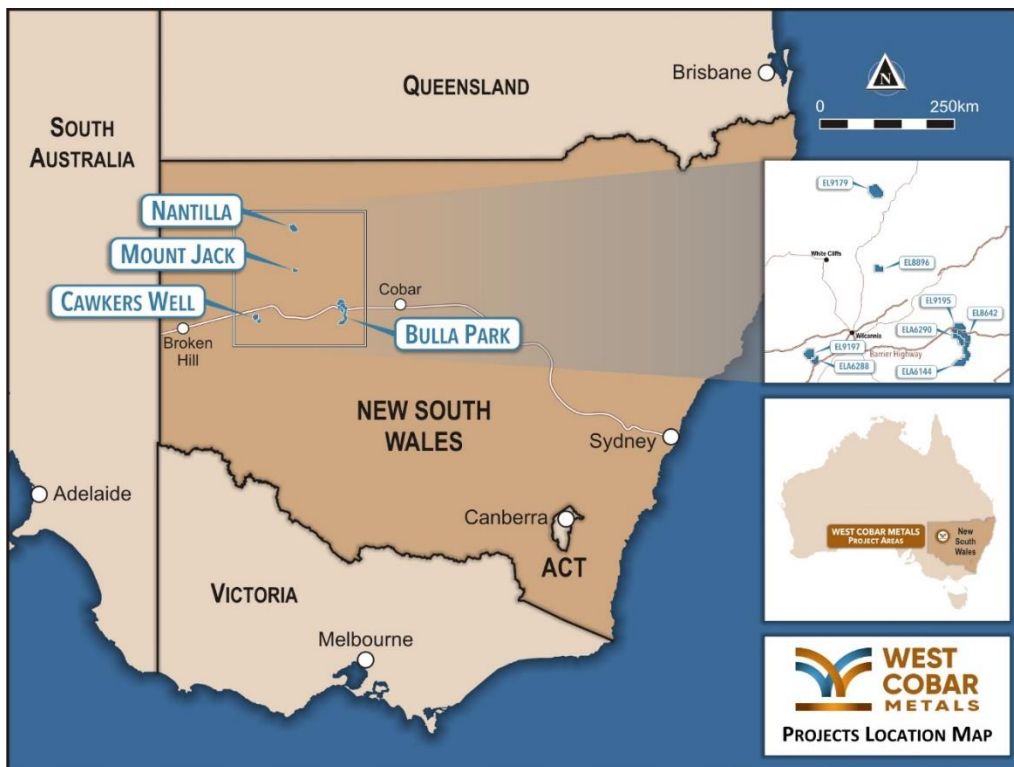 QUEENSLAND
Brisbane
N
0 250km
SOUTH
AUSTRALIA
NANTILLA
MOUNT JACK
CAWKERS WELL
Cobar
BULLA PARK
Broken
Hill
NEW SOUTH
WALES
Sydney
Adelaide
Canberra
ACT
VICTORIA
Melbourne
EL9179
White Cliffs
EL8896
EL9195
EL8642
ELA6290
Wilcannia
EL9197
Barrier Highway
ELA6288
ELA6144
WEST COBAR METALS
PROJECT AREAS
New
South
Wales
WEST
COBAR
METALS
PROJECTS LOCATION MAP